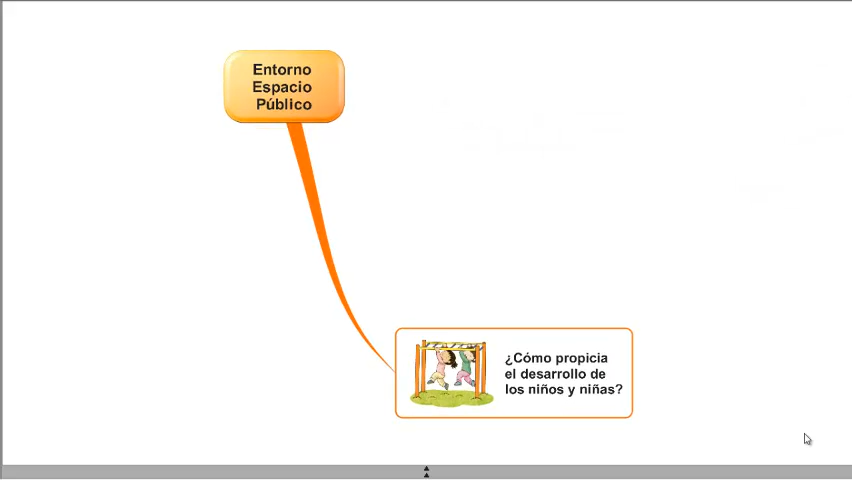 Entorno
Espacio
Público
¿Cómo propicia
el desarrollo de
los niños y niñas?